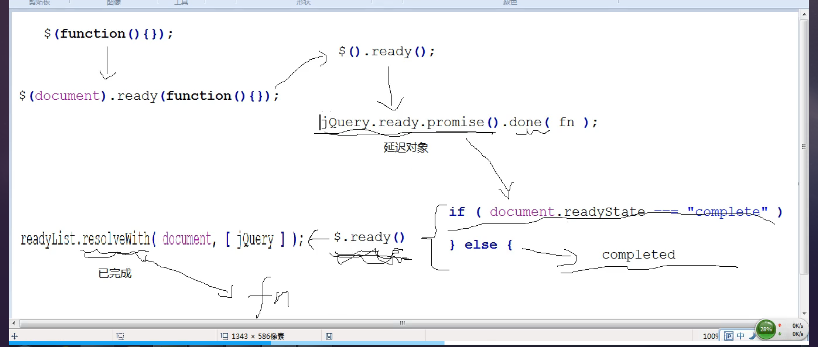 $(function(){});
$().ready();
$(document).ready(function(){});
jQuery.ready.promise().done( fn );
延迟对象
if ( document.readyState === "complete" )
readyList.resolveWith( document, [ jQuery ] );
$.ready()
} else {
completed
已完成
fn
1343 × 586像素
100%
中
28%
0K/s
0K/s